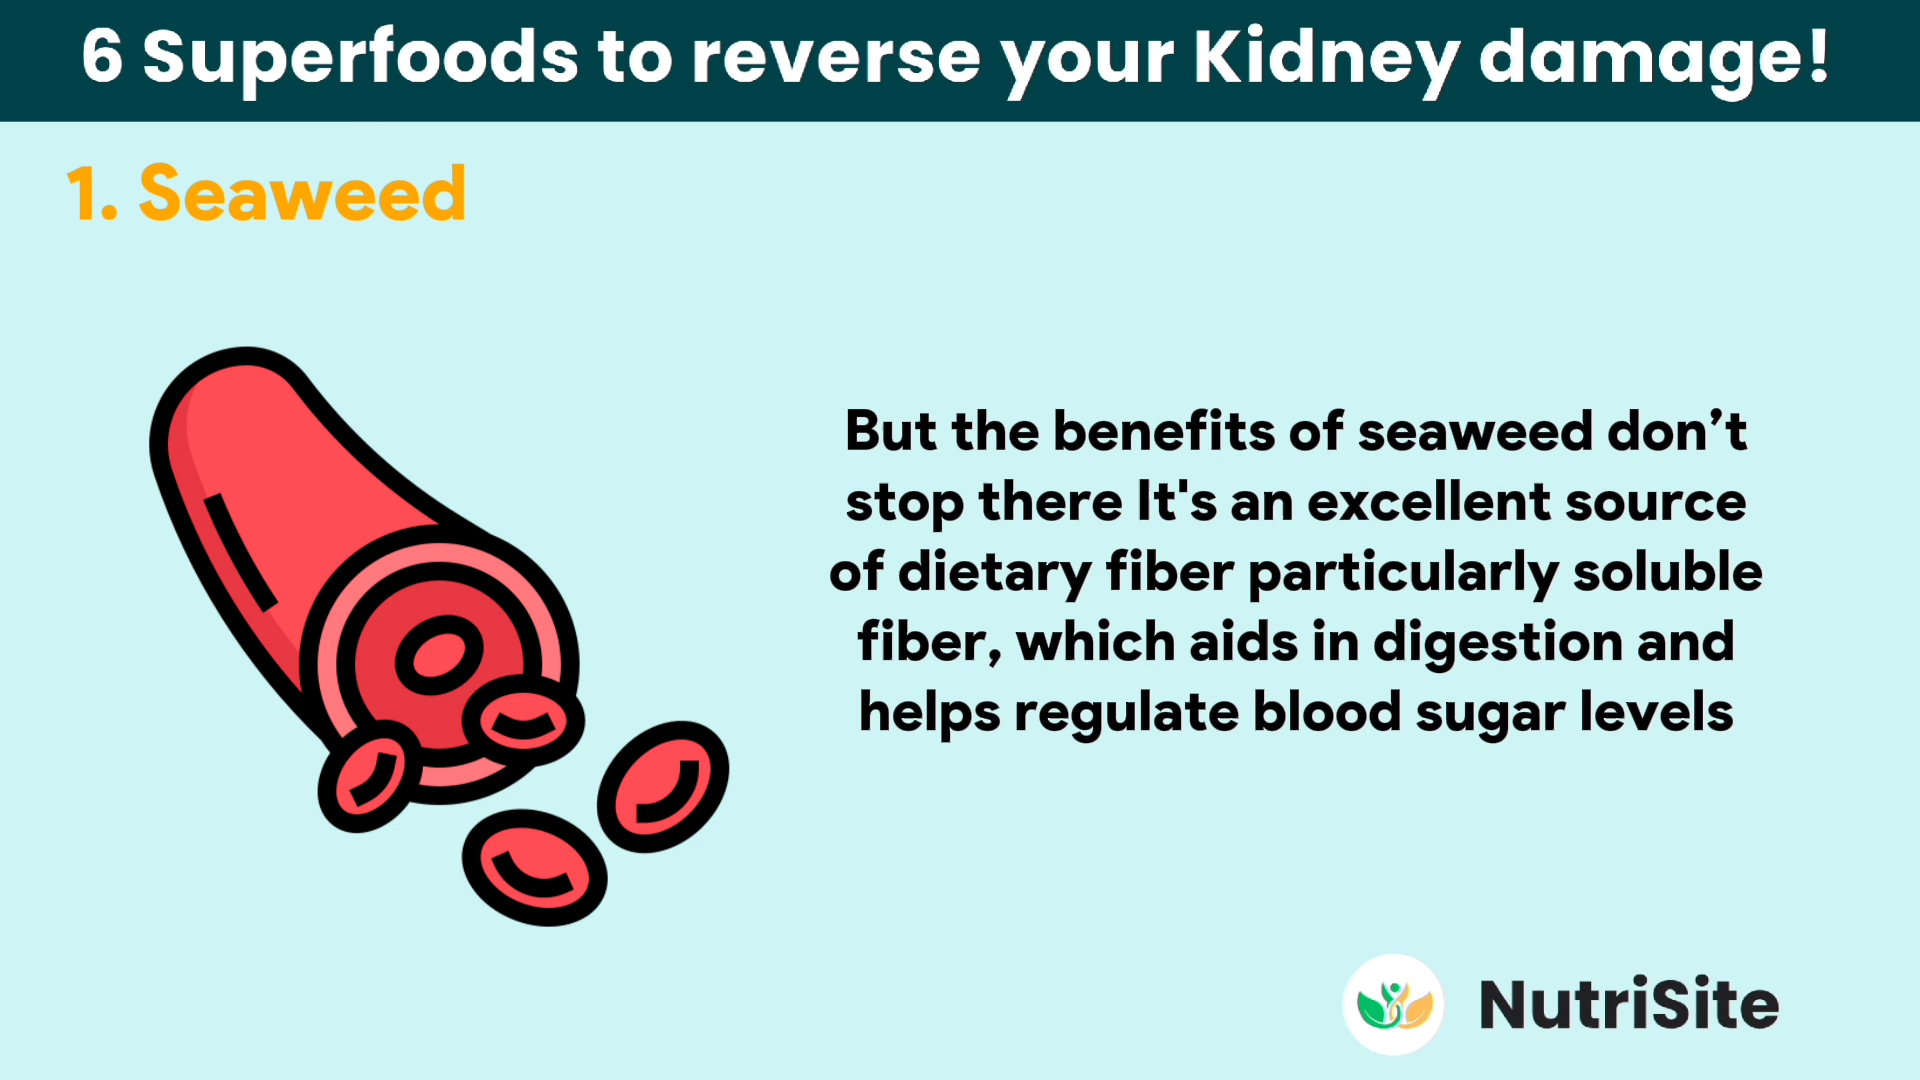 6 Superfoods to reverse your Kidney damage!
1. Seaweed
But the benefits of seaweed don’t
stop there It's an excellent source
of dietary fiber particularly soluble
fiber, which aids in digestion and
helps regulate blood sugar levels
NutriSite